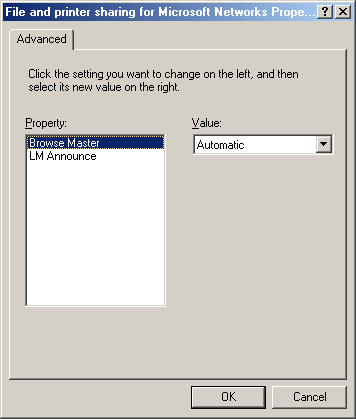 File and printer sharing for Microsoft Networks Prope...
Advanced
Click the setting you want to change on the left, and then
select its new value on the right.
Property:
Value:
Browse Master
LM Announce
Automatic
OK
Cancel